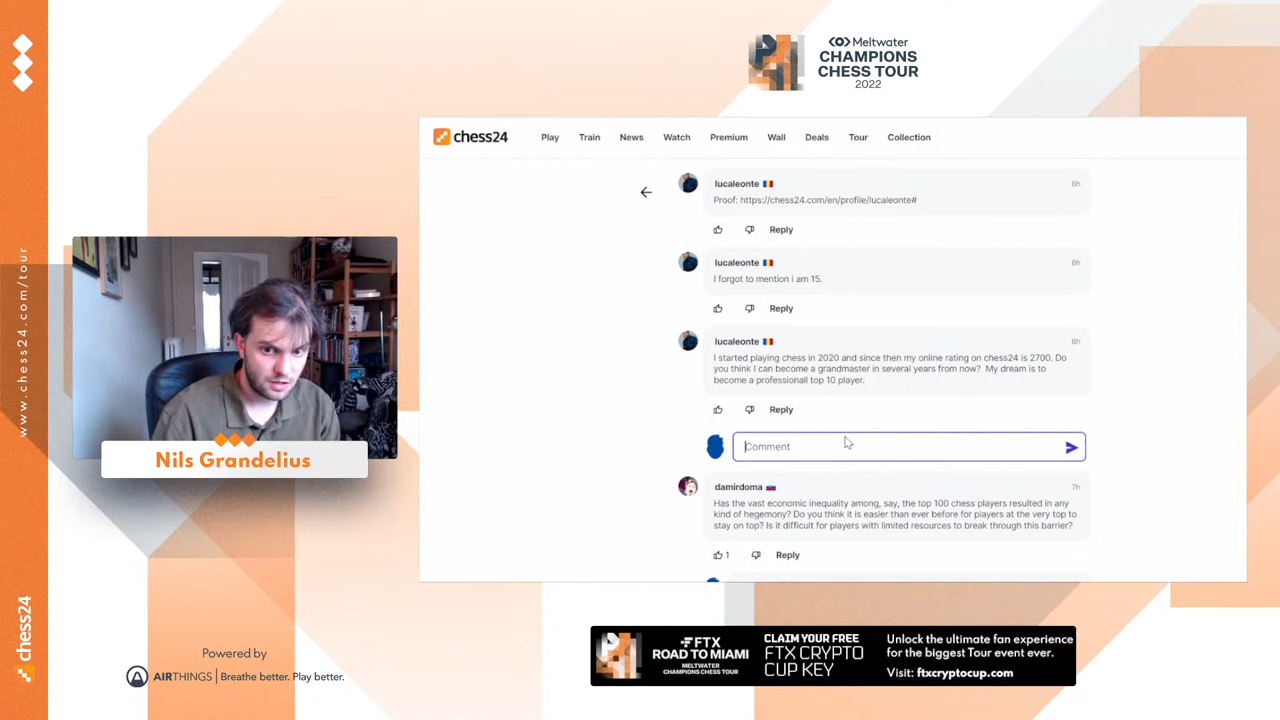 www.chess24.com/tour
chess24
Meltwater
CHAMPIONS
CHESS TOUR
2022
chess24
Play
Train
News
Watch
Premium
Wall
Deals
Tour
Collection
lucaleonte
6h
Proof: https://chess24.com/en/profile/lucaleonte#
Reply
lucaleonte
6h
I forgot to mention i am 15.
Reply
lucaleonte
6h
I started playing chess in 2020 and since then my online rating on chess24 is 2700. Do
you think I can become a grandmaster in several years from now? My dream is to
become a professionall top 10 player.
Reply
Comment
damirdoma
7h
Has the vast economic inequality among, say, the top 100 chess players resulted in any
kind of hegemony? Do you think it is easier than ever before for players at the very top to
stay on top? Is it difficult for players with limited resources to break through this barrier?
1
Reply
Nils Grandelius
Powered by
AIRTHINGS | Breathe better. Play better.
FTX
ROAD TO MIAMI
MELTWATER
CHAMPIONS CHESS TOUR
CLAIM YOUR FREE
FTX CRYPTO
CUP KEY
Unlock the ultimate fan experience
for the biggest Tour event ever.
Visit: ftxcryptocup.com